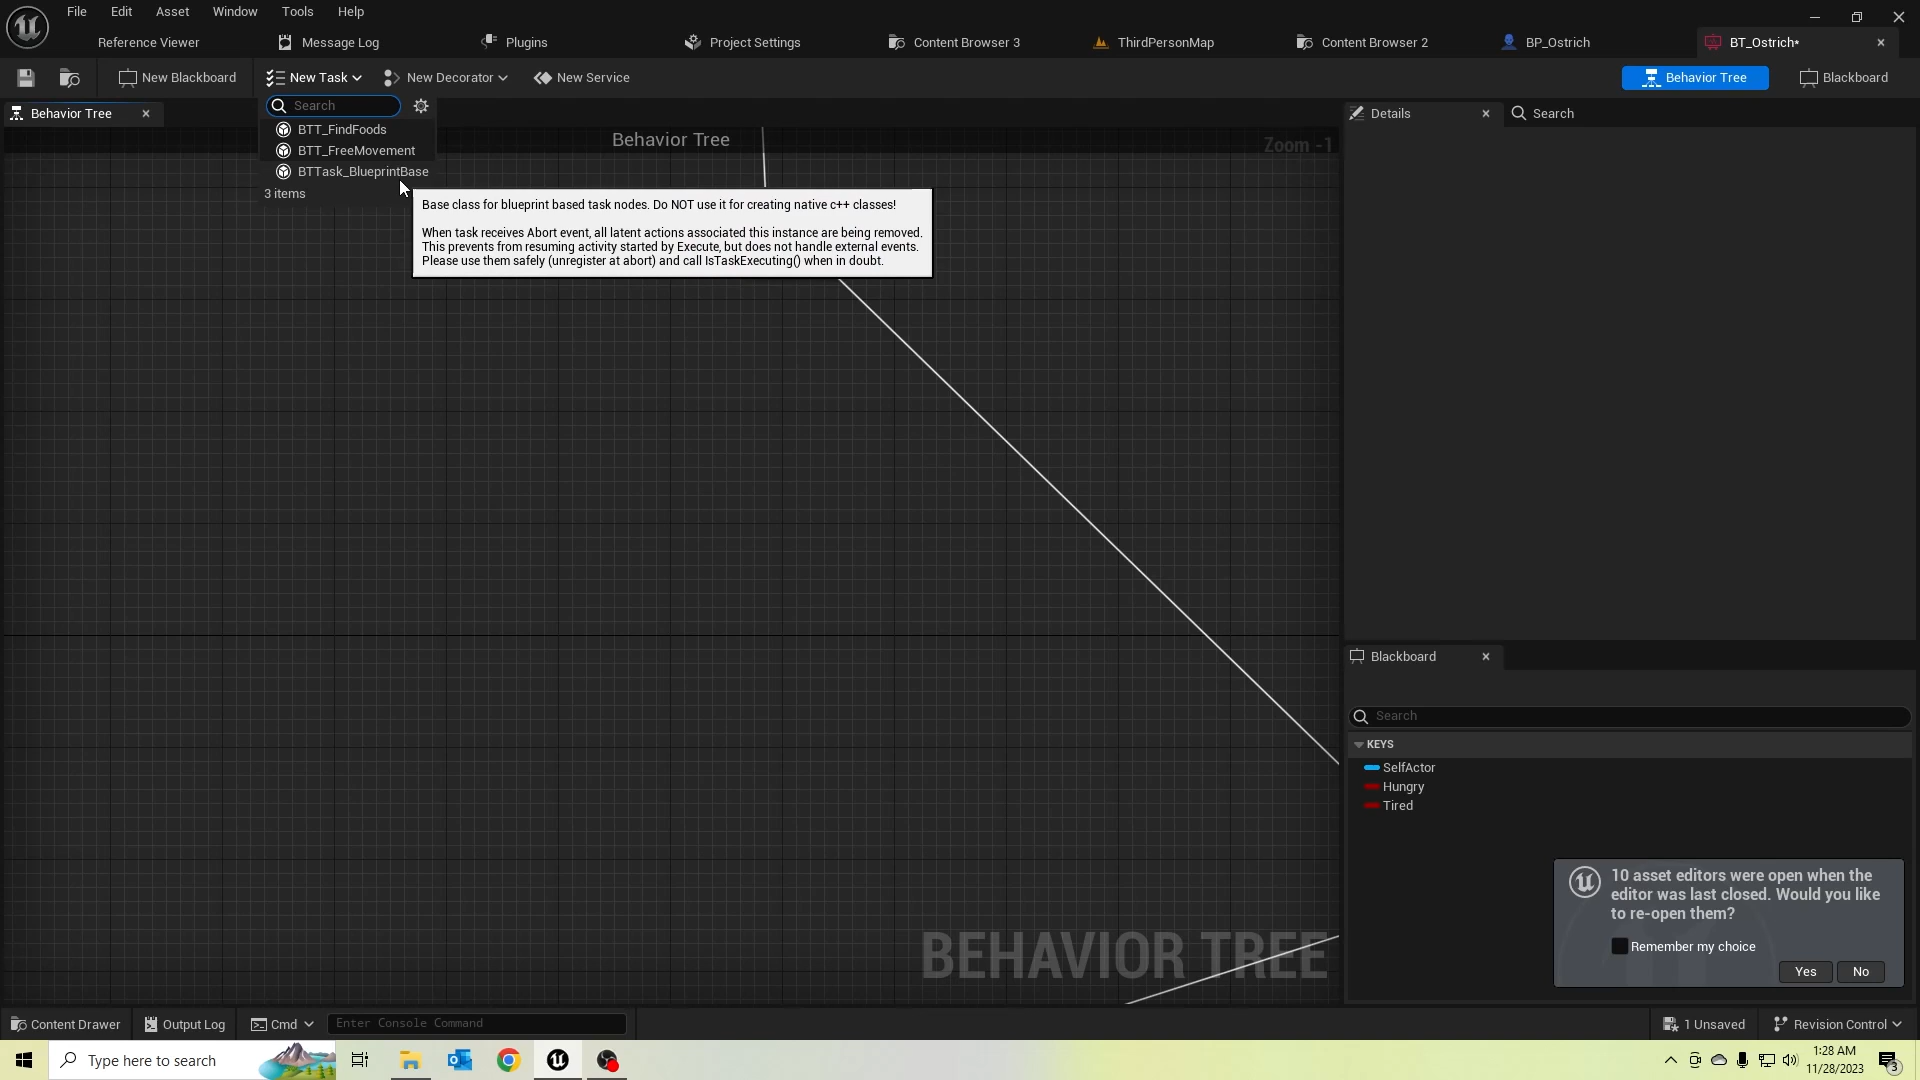 File Edit Asset Window Tools Help
Reference Viewer Message Log Plugins Project Settings Content Browser 3 ThirdPersonMap Content Browser 2 BP_Ostrich BT_Ostrich*
New Blackboard New Task New Decorator New Service Behavior Tree Blackboard
Behavior Tree
Search
BTT_FindFoods
BTT_FreeMovement
BTTask_BlueprintBase
3 items
Behavior Tree
Zoom -1
Base class for blueprint based task nodes. Do NOT use it for creating native c++ classes!
When task receives Abort event, all latent actions associated this instance are being removed.
This prevents from resuming activity started by Execute, but does not handle external events.
Please use them safely (unregister at abort) and call IsTaskExecuting() when in doubt.
BEHAVIOR TREE
Details Search
Blackboard
Search
KEYS
SelfActor
Hungry
Tired
10 asset editors were open when the
editor was last closed. Would you like
to re-open them?
Remember my choice
Yes No
Content Drawer Output Log Cmd Enter Console Command 1 Unsaved Revision Control
Type here to search
1:28 AM
11/28/2023
3